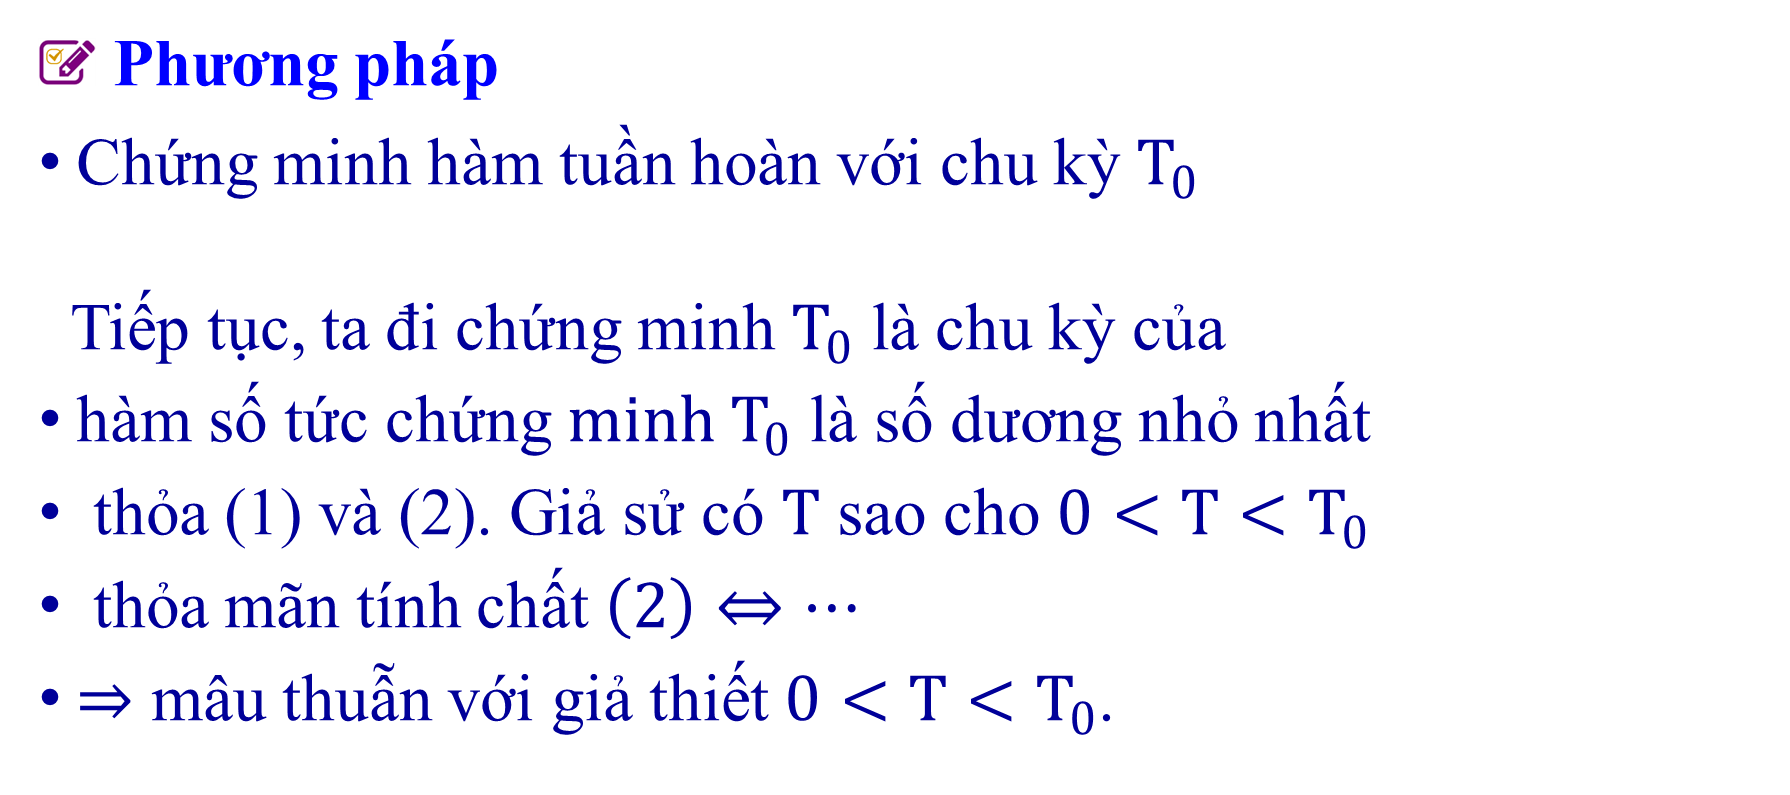 Phương pháp
• Chứng minh hàm tuần hoàn với chu kỳ T₀
Tiếp tục, ta đi chứng minh T₀ là chu kỳ của
• hàm số tức chứng minh T₀ là số dương nhỏ nhất
• thỏa (1) và (2). Giả sử có T sao cho 0 < T < T₀
• thỏa mãn tính chất (2) ⇔ ⋯
• ⇒ mâu thuẫn với giả thiết 0 < T < T₀.